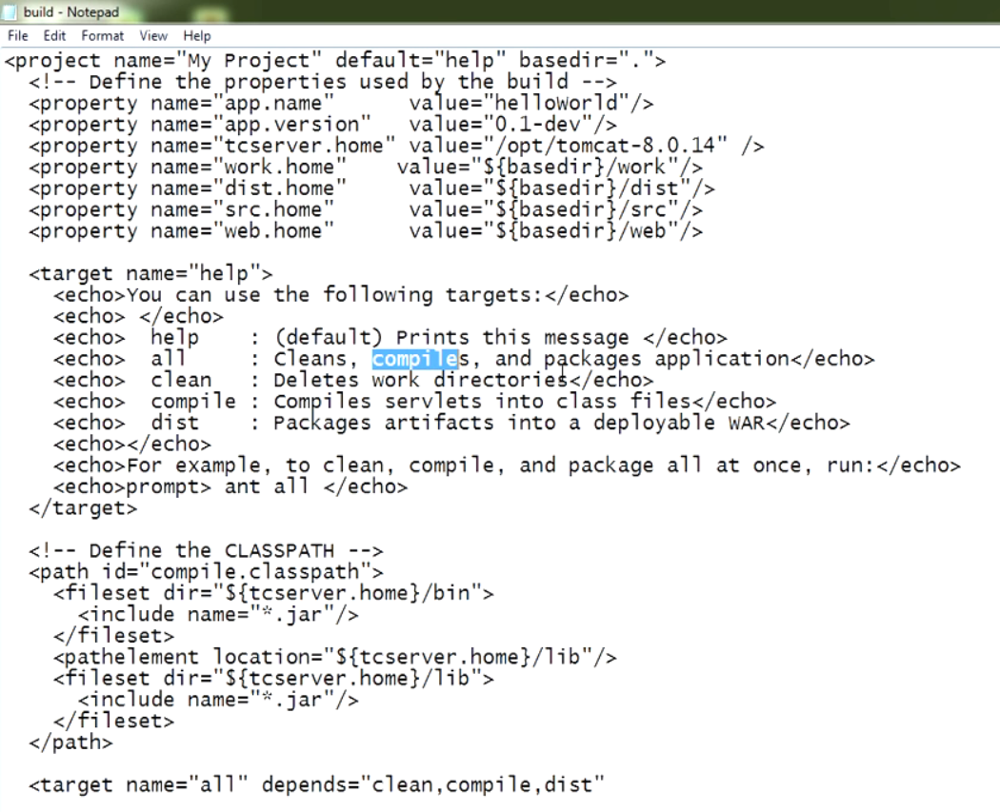 build - Notepad
File Edit Format View Help
<project name="My Project" default="help" basedir=".">
  <!-- Define the properties used by the build -->
  <property name="app.name"      value="helloWorld"/>
  <property name="app.version"   value="0.1-dev"/>
  <property name="tcserver.home" value="/opt/tomcat-8.0.14" />
  <property name="work.home"    value="${basedir}/work"/>
  <property name="dist.home"     value="${basedir}/dist"/>
  <property name="src.home"      value="${basedir}/src"/>
  <property name="web.home"      value="${basedir}/web"/>

  <target name="help">
    <echo>You can use the following targets:</echo>
    <echo> </echo>
    <echo>  help    : (default) Prints this message </echo>
    <echo>  all     : Cleans, compiles, and packages application</echo>
    <echo>  clean   : Deletes work directories</echo>
    <echo>  compile : Compiles servlets into class files</echo>
    <echo>  dist    : Packages artifacts into a deployable WAR</echo>
    <echo></echo>
    <echo>For example, to clean, compile, and package all at once, run:</echo>
    <echo>prompt> ant all </echo>
  </target>

  <!-- Define the CLASSPATH -->
  <path id="compile.classpath">
    <fileset dir="${tcserver.home}/bin">
      <include name="*.jar"/>
    </fileset>
    <pathelement location="${tcserver.home}/lib"/>
    <fileset dir="${tcserver.home}/lib">
      <include name="*.jar"/>
    </fileset>
  </path>

  <target name="all" depends="clean,compile,dist"